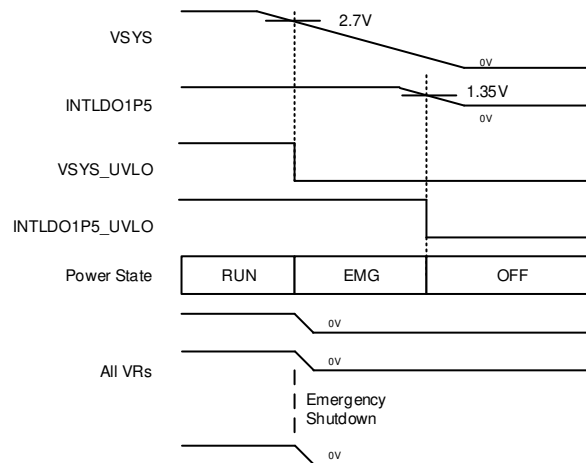 VSYS
2.7V
0V
INTLDO1P5
1.35V
0V
VSYS_UVLO
INTLDO1P5_UVLO
Power State RUN EMG OFF
0V
All VRs
0V
Emergency
Shutdown
0V